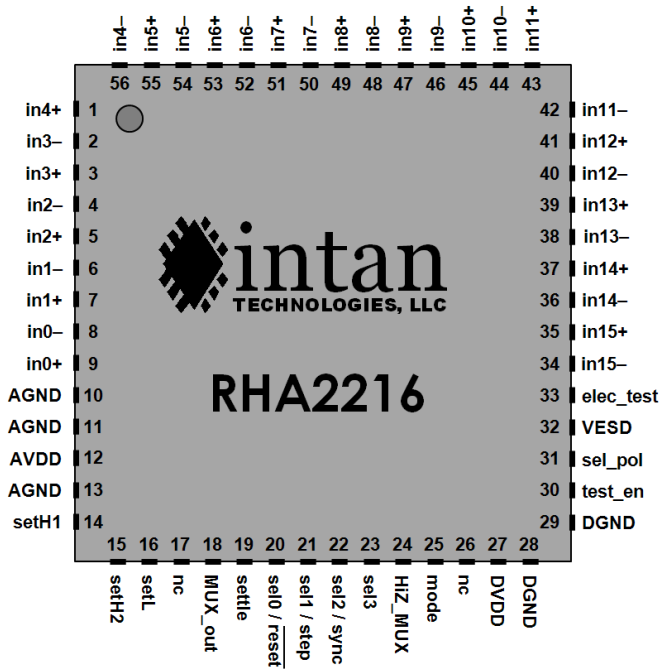 in4– in5+ in5– in6+ in6– in7+ in7– in8+ in8– in9+ in9– in10+ in10– in11+
56 55 54 53 52 51 50 49 48 47 46 45 44 43
in4+ 1 42 in11–
in3– 2 41 in12+
in3+ 3 40 in12–
in2– 4 39 in13+
in2+ 5 38 in13–
in1– 6 37 in14+
in1+ 7 36 in14–
in0– 8 35 in15+
in0+ 9 34 in15–
AGND 10 33 elec_test
AGND 11 32 VESD
AVDD 12 31 sel_pol
AGND 13 30 test_en
setH1 14 29 DGND
intan
TECHNOLOGIES, LLC
RHA2216
15 16 17 18 19 20 21 22 23 24 25 26 27 28
setH2 setL nc MUX_out settle sel0 / reset sel1 / step sel2 / sync sel3 HiZ_MUX mode nc DVDD DGND